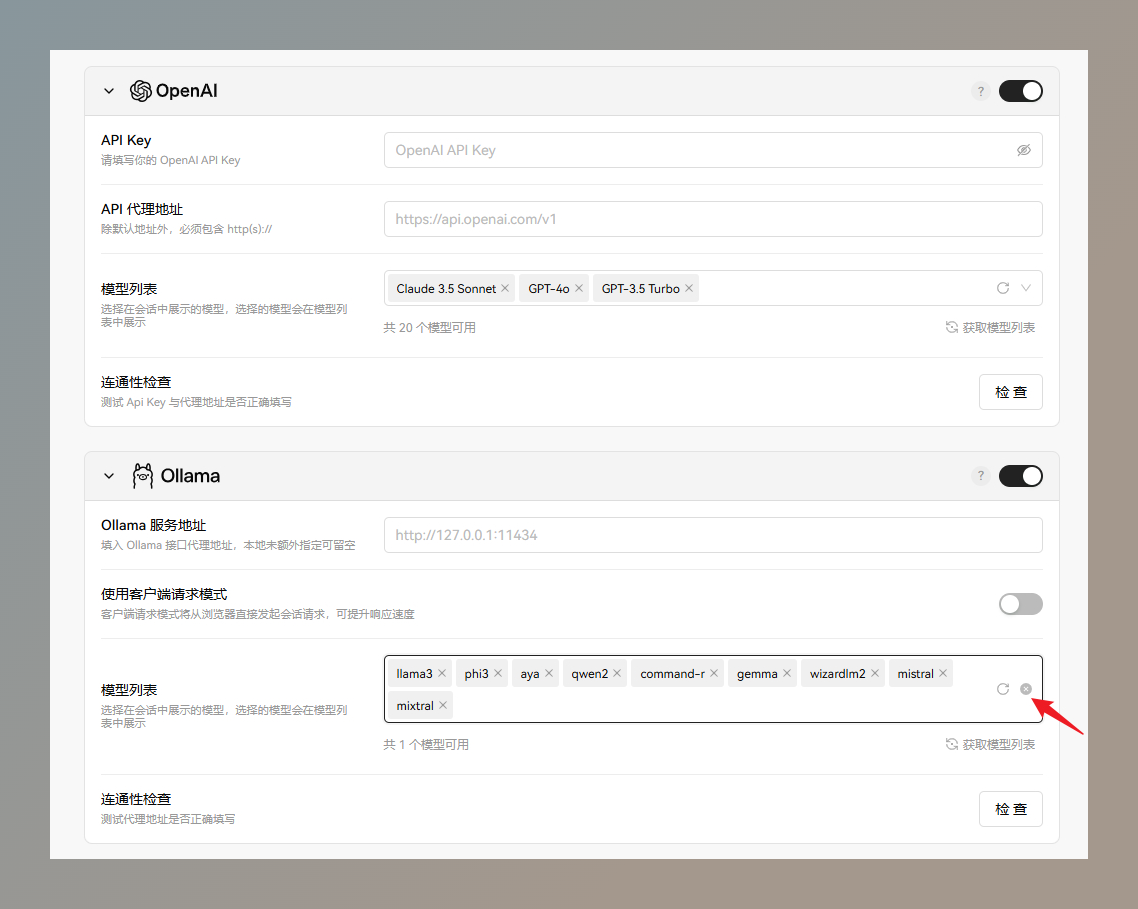 OpenAI
?
API Key
请填写你的 OpenAI API Key
OpenAI API Key
API 代理地址
除默认地址外，必须包含 http(s)://
https://api.openai.com/v1
模型列表
选择在会话中展示的模型，选择的模型会在模型列
表中展示
Claude 3.5 Sonnet × GPT-4o × GPT-3.5 Turbo ×
共 20 个模型可用
获取模型列表
连通性检查
测试 Api Key 与代理地址是否正确填写
检 查
Ollama
?
Ollama 服务地址
填入 Ollama 接口代理地址，本地未额外指定可留空
http://127.0.0.1:11434
使用客户端请求模式
客户端请求模式将从浏览器直接发起会话请求，可提升响应速度
模型列表
选择在会话中展示的模型，选择的模型会在模型列
表中展示
llama3 × phi3 × aya × qwen2 × command-r × gemma × wizardlm2 × mistral ×
mixtral ×
共 1 个模型可用
获取模型列表
连通性检查
测试代理地址是否正确填写
检 查